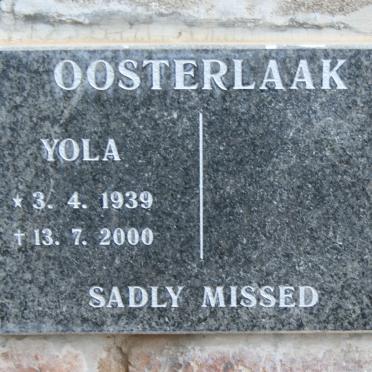 OOSTERLAAK
YOLA
* 3. 4. 1939
† 13. 7. 2000
SADLY MISSED